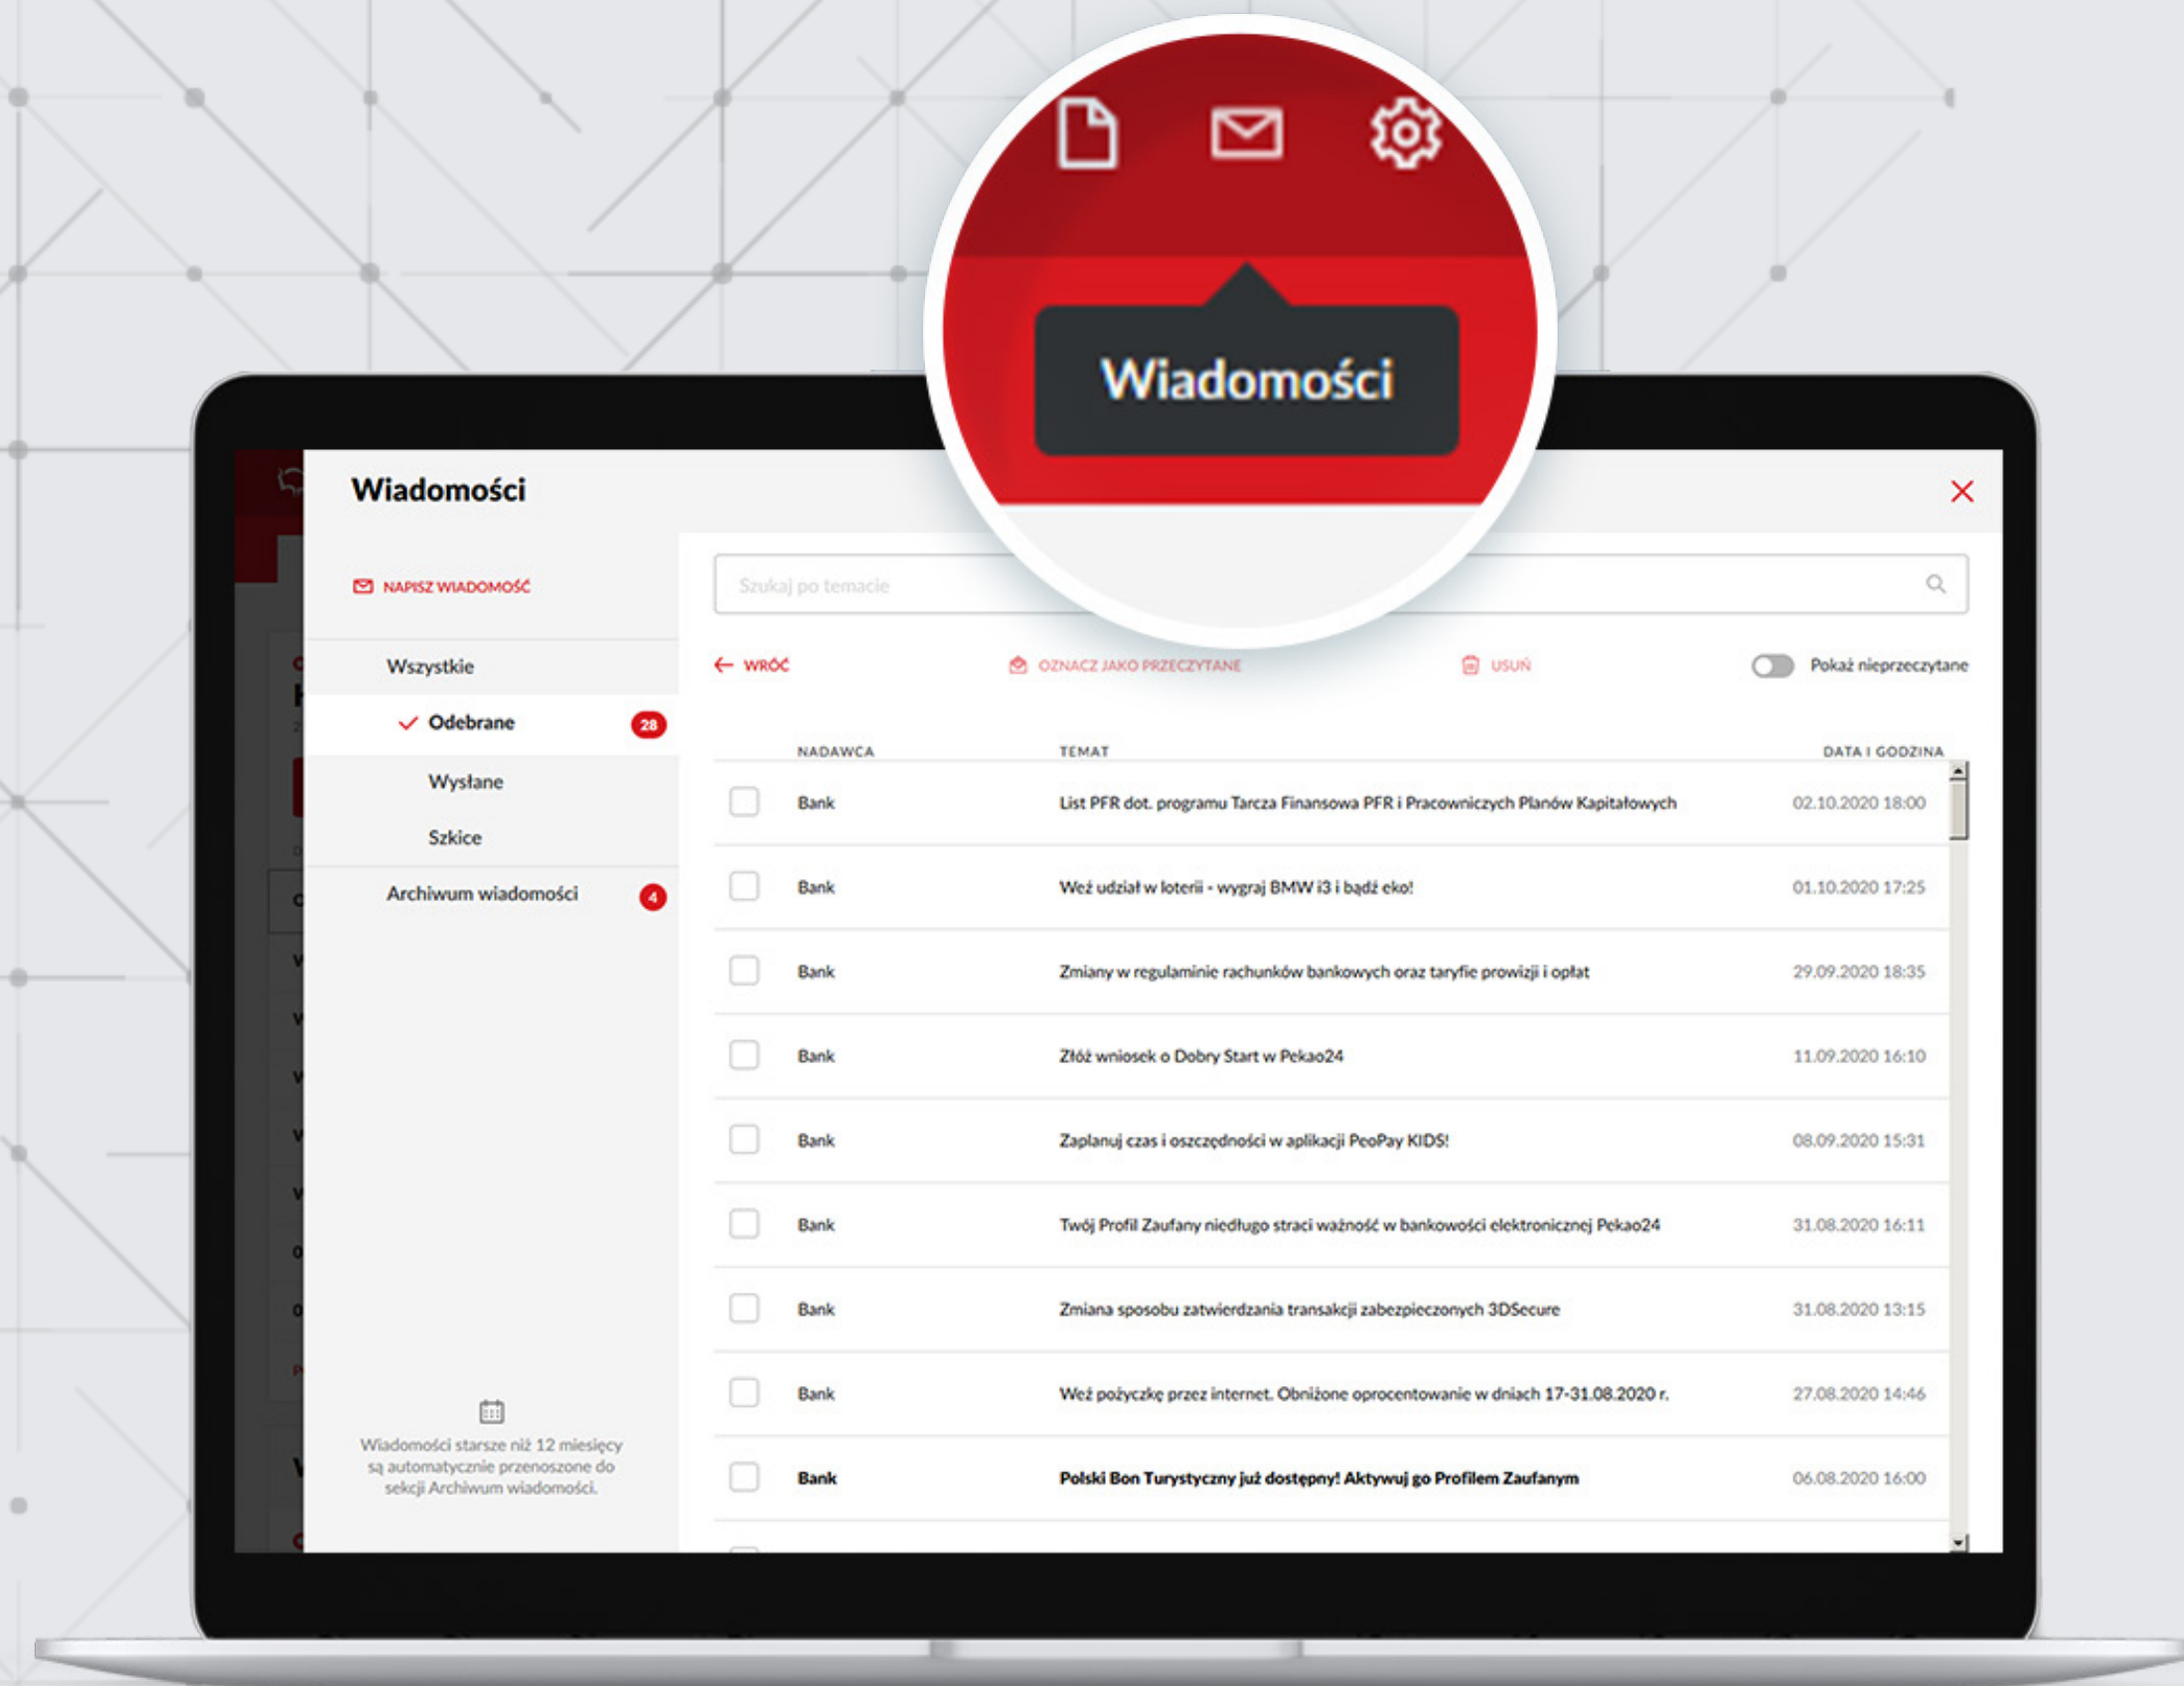 Wiadomości
Wiadomości
NAPISZ WIADOMOŚĆ
Wszystkie
Odebrane 28
Wysłane
Szkice
Archiwum wiadomości 4
Wiadomości starsze niż 12 miesięcy
są automatycznie przenoszone do
sekcji Archiwum wiadomości.
Szukaj po temacie
WRÓĆ OZNACZ JAKO PRZECZYTANE USUŃ Pokaż nieprzeczytane
NADAWCA TEMAT DATA I GODZINA
Bank List PFR dot. programu Tarcza Finansowa PFR i Pracowniczych Planów Kapitałowych 02.10.2020 18:00
Bank Weź udział w loterii - wygraj BMW i3 i bądź eko! 01.10.2020 17:25
Bank Zmiany w regulaminie rachunków bankowych oraz taryfie prowizji i opłat 29.09.2020 18:35
Bank Złóż wniosek o Dobry Start w Pekao24 11.09.2020 16:10
Bank Zaplanuj czas i oszczędności w aplikacji PeoPay KIDS! 08.09.2020 15:31
Bank Twój Profil Zaufany niedługo straci ważność w bankowości elektronicznej Pekao24 31.08.2020 16:11
Bank Zmiana sposobu zatwierdzania transakcji zabezpieczonych 3DSecure 31.08.2020 13:15
Bank Weź pożyczkę przez internet. Obniżone oprocentowanie w dniach 17-31.08.2020 r. 27.08.2020 14:46
Bank Polski Bon Turystyczny już dostępny! Aktywuj go Profilem Zaufanym 06.08.2020 16:00